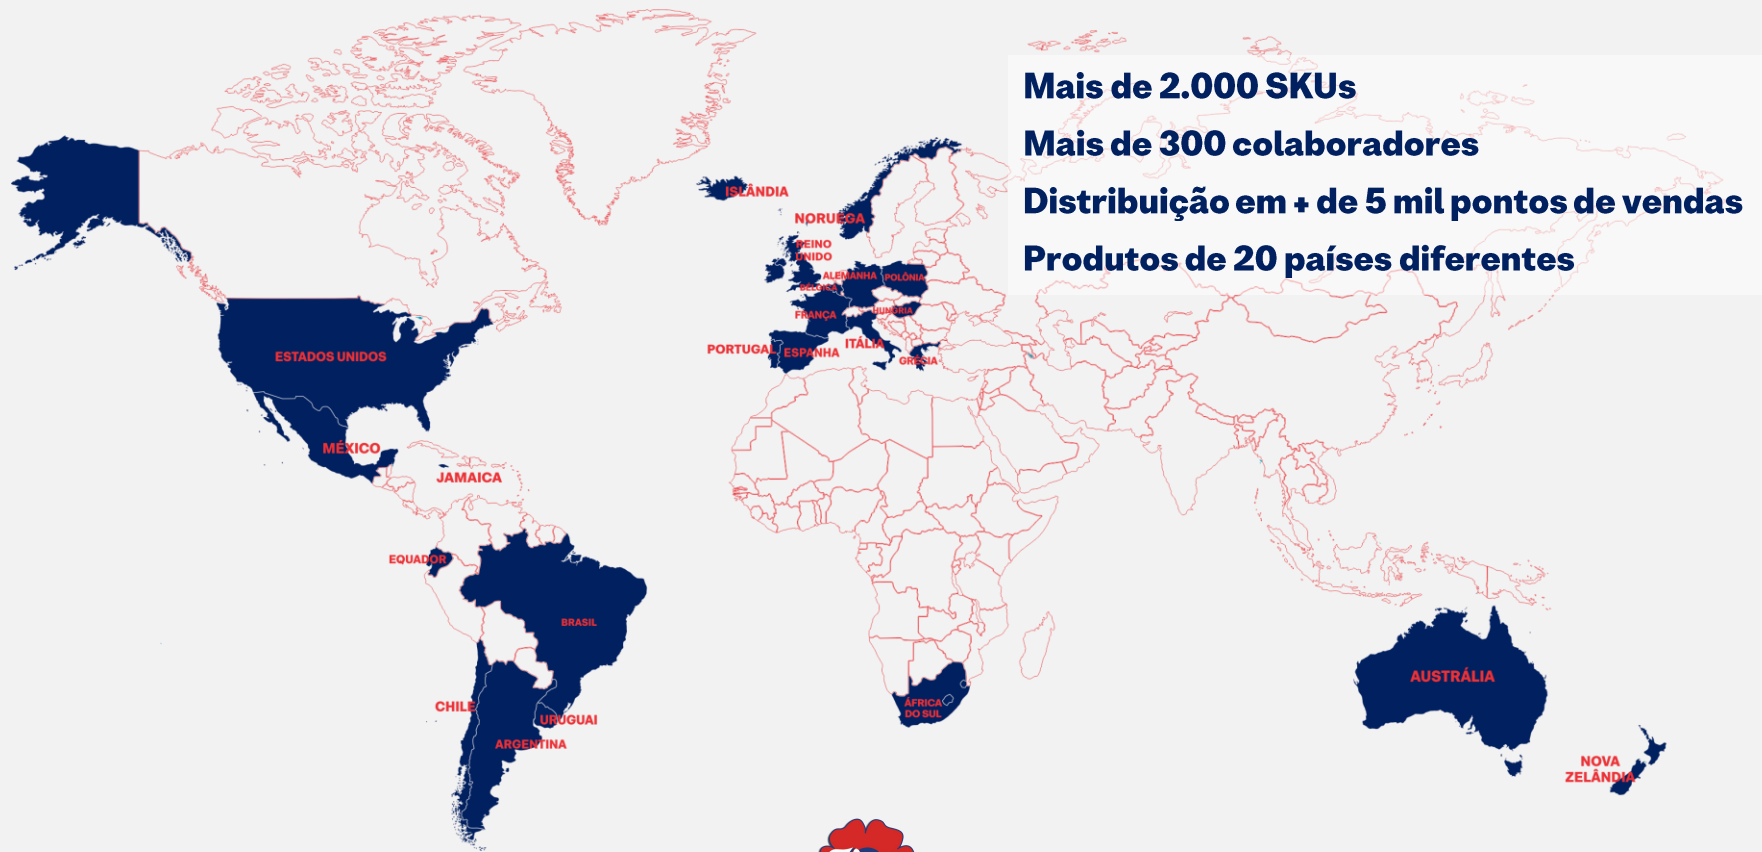 Mais de 2.000 SKUs
Mais de 300 colaboradores
Distribuição em + de 5 mil pontos de vendas
Produtos de 20 países diferentes
ISLÂNDIA
NORUEGA
REINO
UNIDO
ALEMANHA
POLÔNIA
BÉLGICA
HUNGRIA
FRANÇA
ITÁLIA
PORTUGAL
ESPANHA
GRÉCIA
ESTADOS UNIDOS
MÉXICO
JAMAICA
EQUADOR
BRASIL
CHILE
URUGUAI
ARGENTINA
ÁFRICA
DO SUL
AUSTRÁLIA
NOVA
ZELÂNDIA